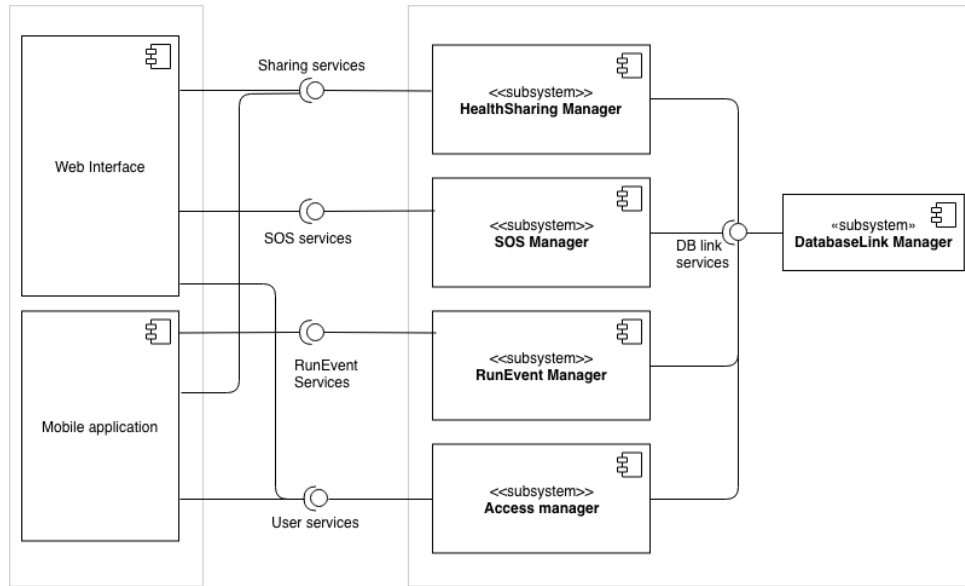 Sharing services
<<subsystem>>
HealthSharing Manager
Web Interface
SOS services
<<subsystem>>
SOS Manager
DB link
services
«subsystem»
DatabaseLink Manager
RunEvent
Services
<<subsystem>>
RunEvent Manager
Mobile application
User services
<<subsystem>>
Access manager